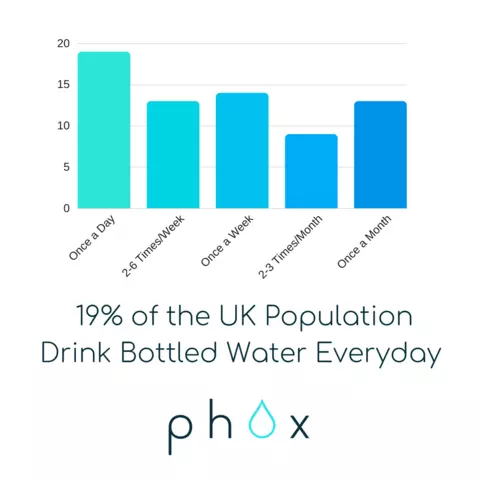 20
15
10
5
0
Once a Day
2-6 Times/Week
Once a Week
2-3 Times/Month
Once a Month
19% of the UK Population
Drink Bottled Water Everyday
phox